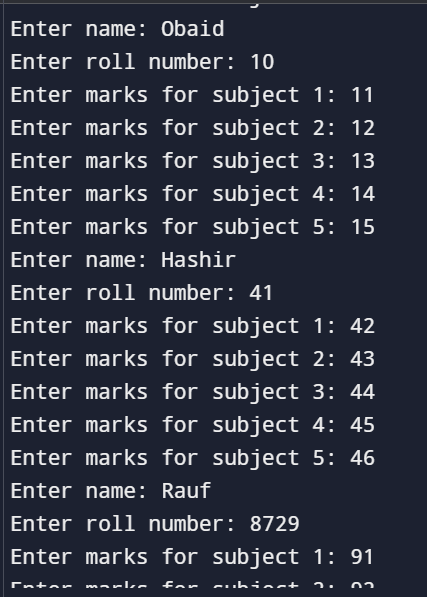 Enter name: Obaid
Enter roll number: 10
Enter marks for subject 1: 11
Enter marks for subject 2: 12
Enter marks for subject 3: 13
Enter marks for subject 4: 14
Enter marks for subject 5: 15
Enter name: Hashir
Enter roll number: 41
Enter marks for subject 1: 42
Enter marks for subject 2: 43
Enter marks for subject 3: 44
Enter marks for subject 4: 45
Enter marks for subject 5: 46
Enter name: Rauf
Enter roll number: 8729
Enter marks for subject 1: 91
Enter marks for subject 2: 92